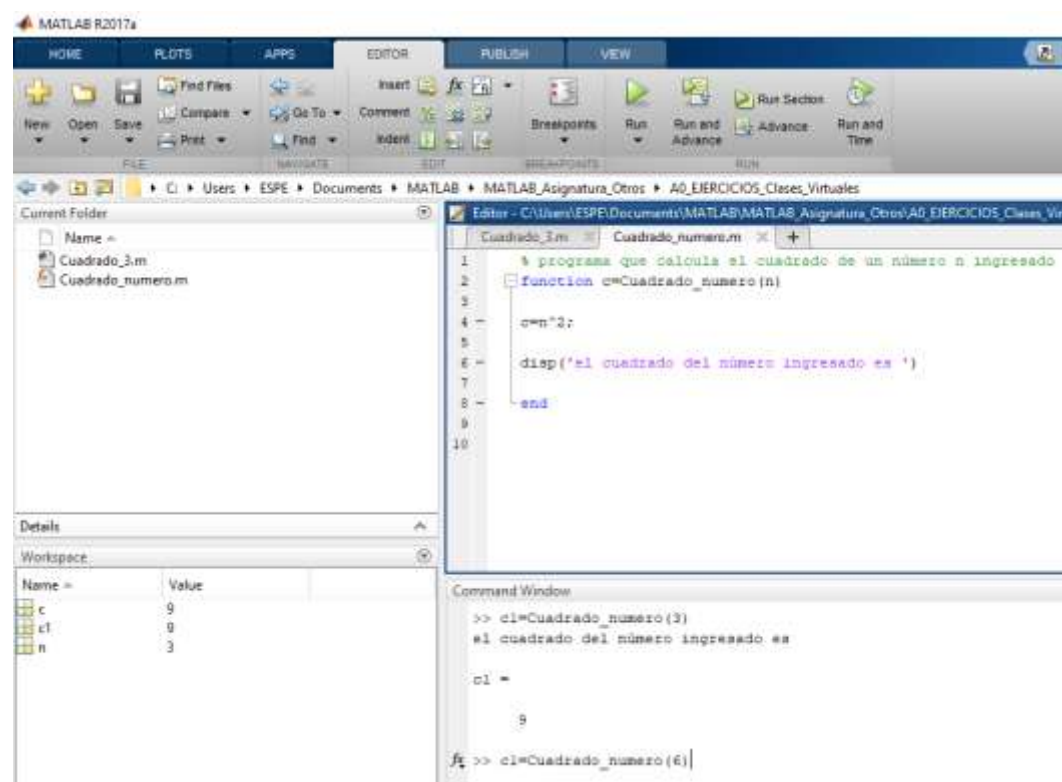 MATLAB R2017a
HOME PLOTS APPS EDITOR PUBLISH VIEW
New Open Save
Find Files
Compare
Print
Go To
Find
Insert
Comment
Indent
fx
Breakpoints
Run
Run and Advance
Run Section
Advance
Run and Time
FILE NAVIGATE EDIT BREAKPOINTS RUN
C: Users ESPE Documents MATLAB MATLAB_Asignatura_Otros A0_EJERCICIOS_Clases_Virtuales
Current Folder
Name
Cuadrado_3.m
Cuadrado_numero.m
Details
Workspace
Name Value
c 9
c1 9
n 3
Editor - C:\Users\ESPE\Documents\MATLAB\MATLAB_Asignatura_Otros\A0_EJERCICIOS_Clases_Vi
Cuadrado_3.m Cuadrado_numero.m +
1 % programa que calcula el cuadrado de un número n ingresado
2 function c=Cuadrado_numero(n)
3
4 c=n^2;
5
6 disp('el cuadrado del número ingresado es ')
7
8 end
9
10
Command Window
>> c1=Cuadrado_numero(3)
el cuadrado del número ingresado es
c1 =
9
fx >> c1=Cuadrado_numero(6)